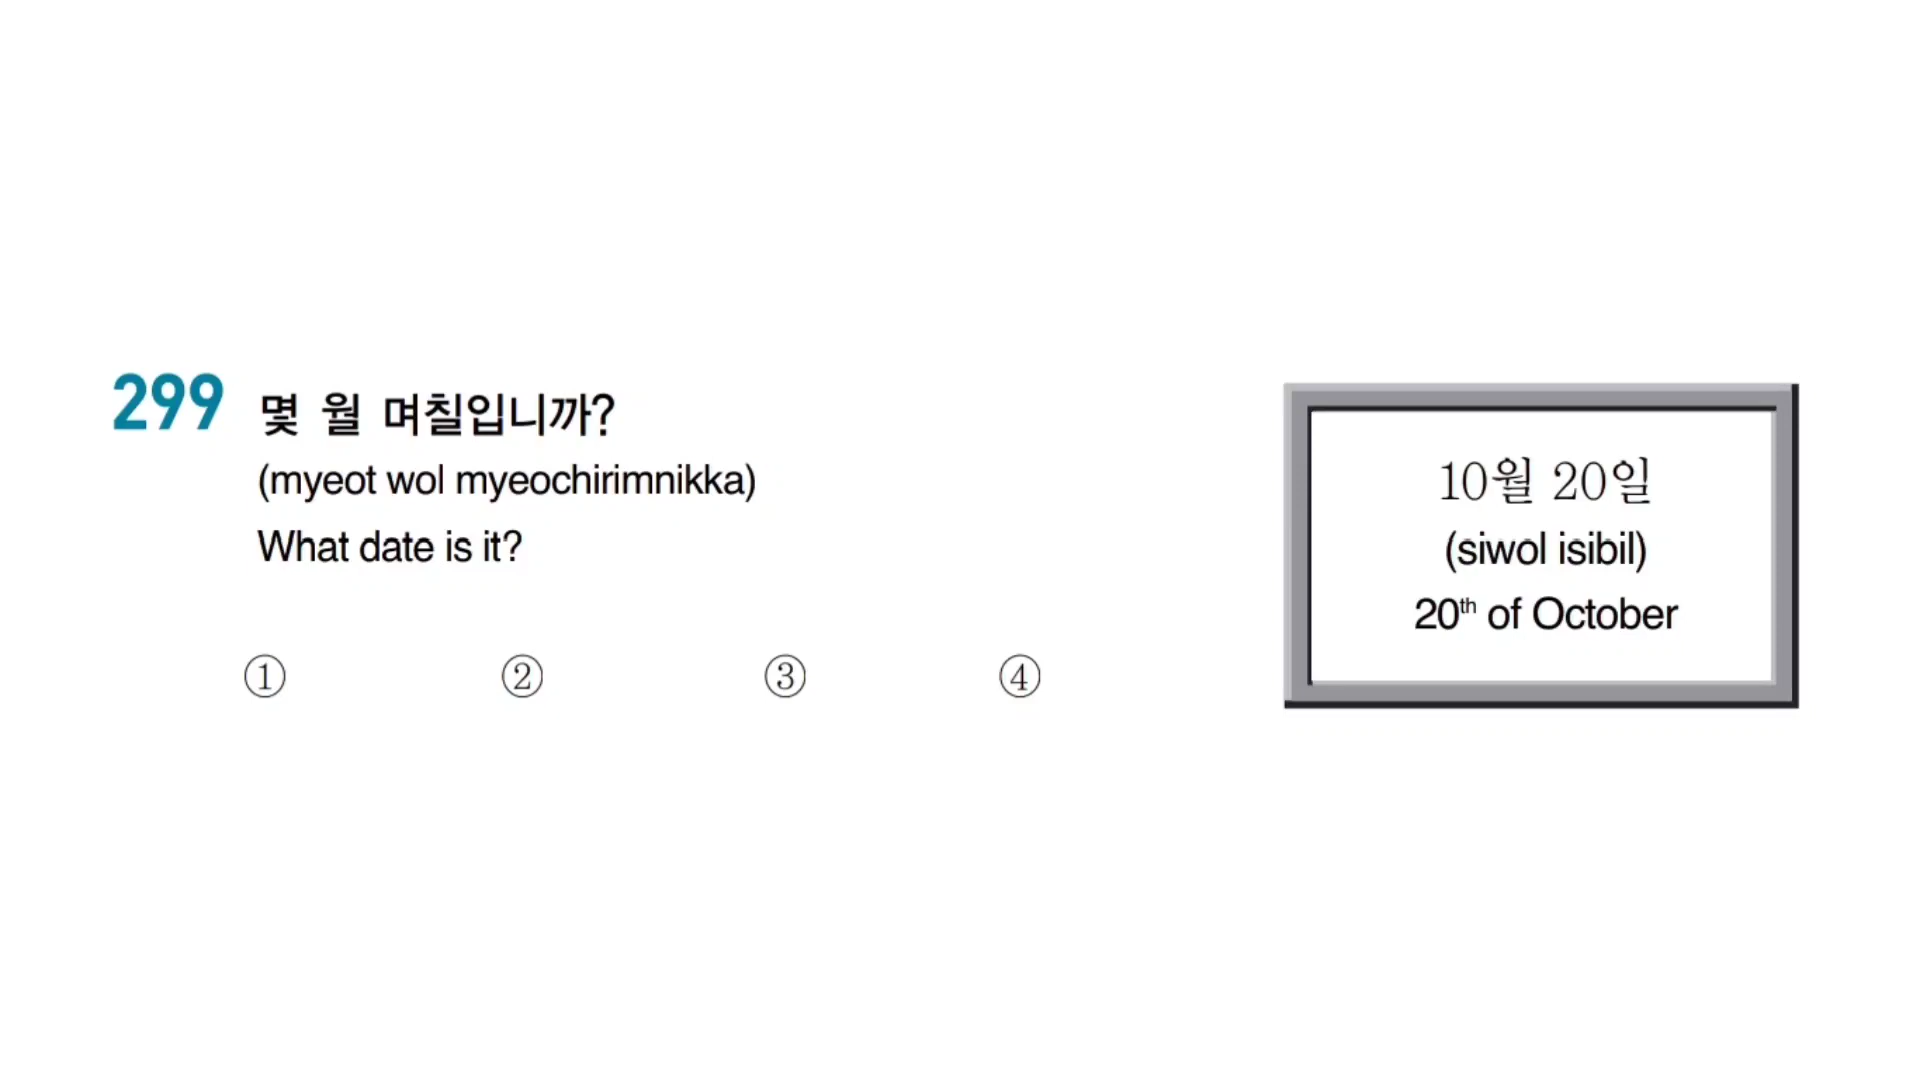 299 몇 월 며칠입니까?
(myeot wol myeochirimnikka)
What date is it?
① ② ③ ④
10월 20일
(siwol isibil)
20th of October